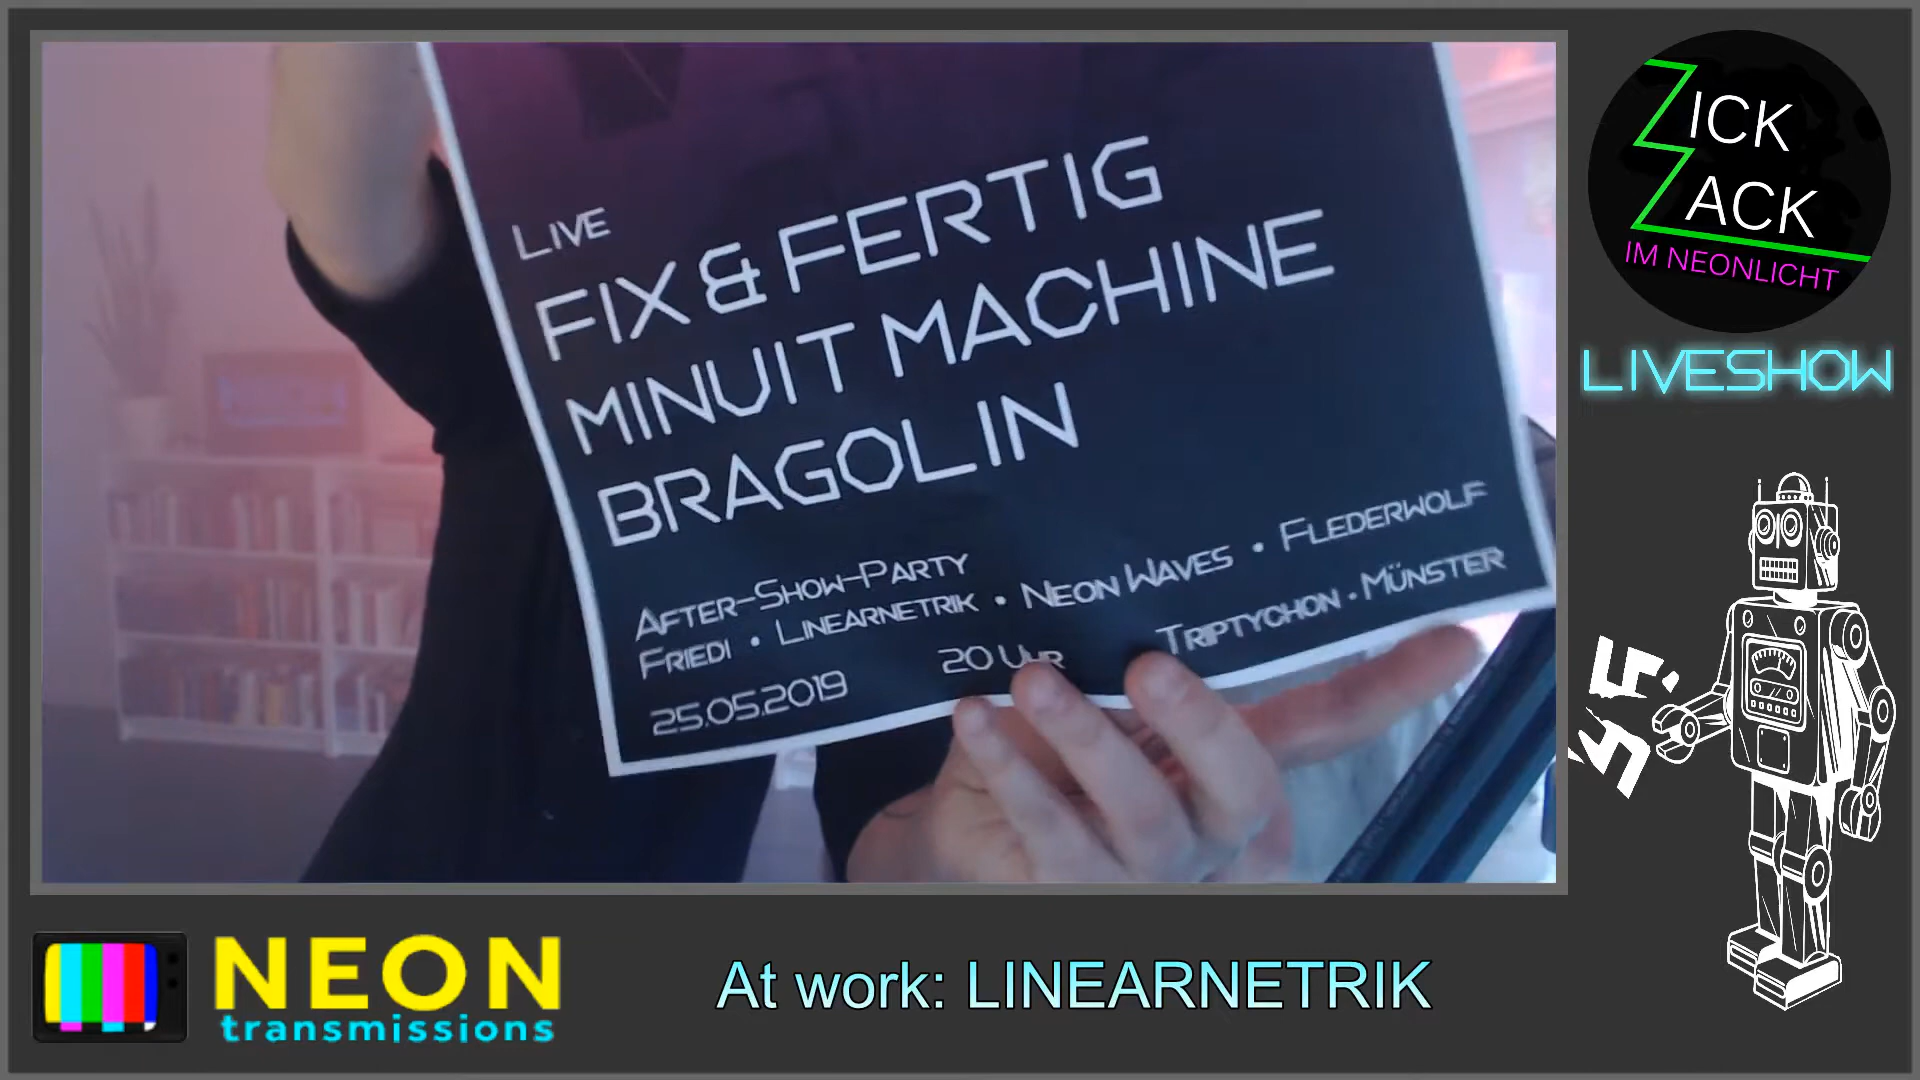 LIVE
FIX & FERTIG
MINUIT MACHINE
BRAGOLIN
AFTER-SHOW-PARTY
FRIEDI • LINEARNETRIK • NEON WAVES • FLEDERWOLF
25.05.2019 20 UHR TRIPTYCHON • MÜNSTER
ZICK
ZACK
IM NEONLICHT
LIVESHOW
NEON
transmissions
At work: LINEARNETRIK